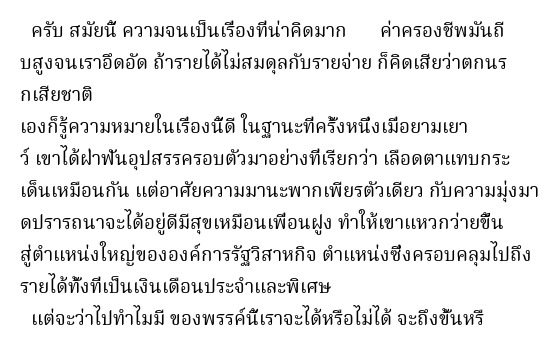 ครับ สมัยนี้ ความจนเป็นเรื่องที่น่าคิดมาก ค่าครองชีพมันถี
บสูงจนเราอึดอัด ถ้ารายได้ไม่สมดุลกับรายจ่าย ก็คิดเสียว่าตกนร
กเสียชาติ
เองก็รู้ความหมายในเรื่องนี้ดี ในฐานะที่ครั้งหนึ่งเมื่อยามเยา
ว์ เขาได้ฝ่าฟันอุปสรรครอบตัวมาอย่างที่เรียกว่า เลือดตาแทบกระ
เด็นเหมือนกัน แต่อาศัยความมานะพากเพียรตัวเดียว กับความมุ่งมา
ดปรารถนาจะได้อยู่ดีมีสุขเหมือนเพื่อนฝูง ทำให้เขาแหวกว่ายขึ้น
สู่ตำแหน่งใหญ่ขององค์การรัฐวิสาหกิจ ตำแหน่งซึ่งครอบคลุมไปถึง
รายได้ทั้งที่เป็นเงินเดือนประจำและพิเศษ
แต่จะว่าไปทำไมมี ของพรรค์นี้เราจะได้หรือไม่ได้ จะถึงขั้นหรื